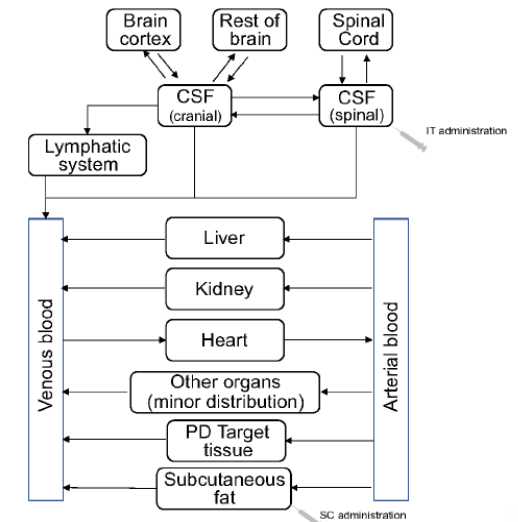 Brain
cortex
Rest of
brain
Spinal
Cord
CSF
(cranial)
CSF
(spinal)
IT administration
Lymphatic
system
Venous blood
Arterial blood
Liver
Kidney
Heart
Other organs
(minor distribution)
PD Target
tissue
Subcutaneous
fat
SC administration